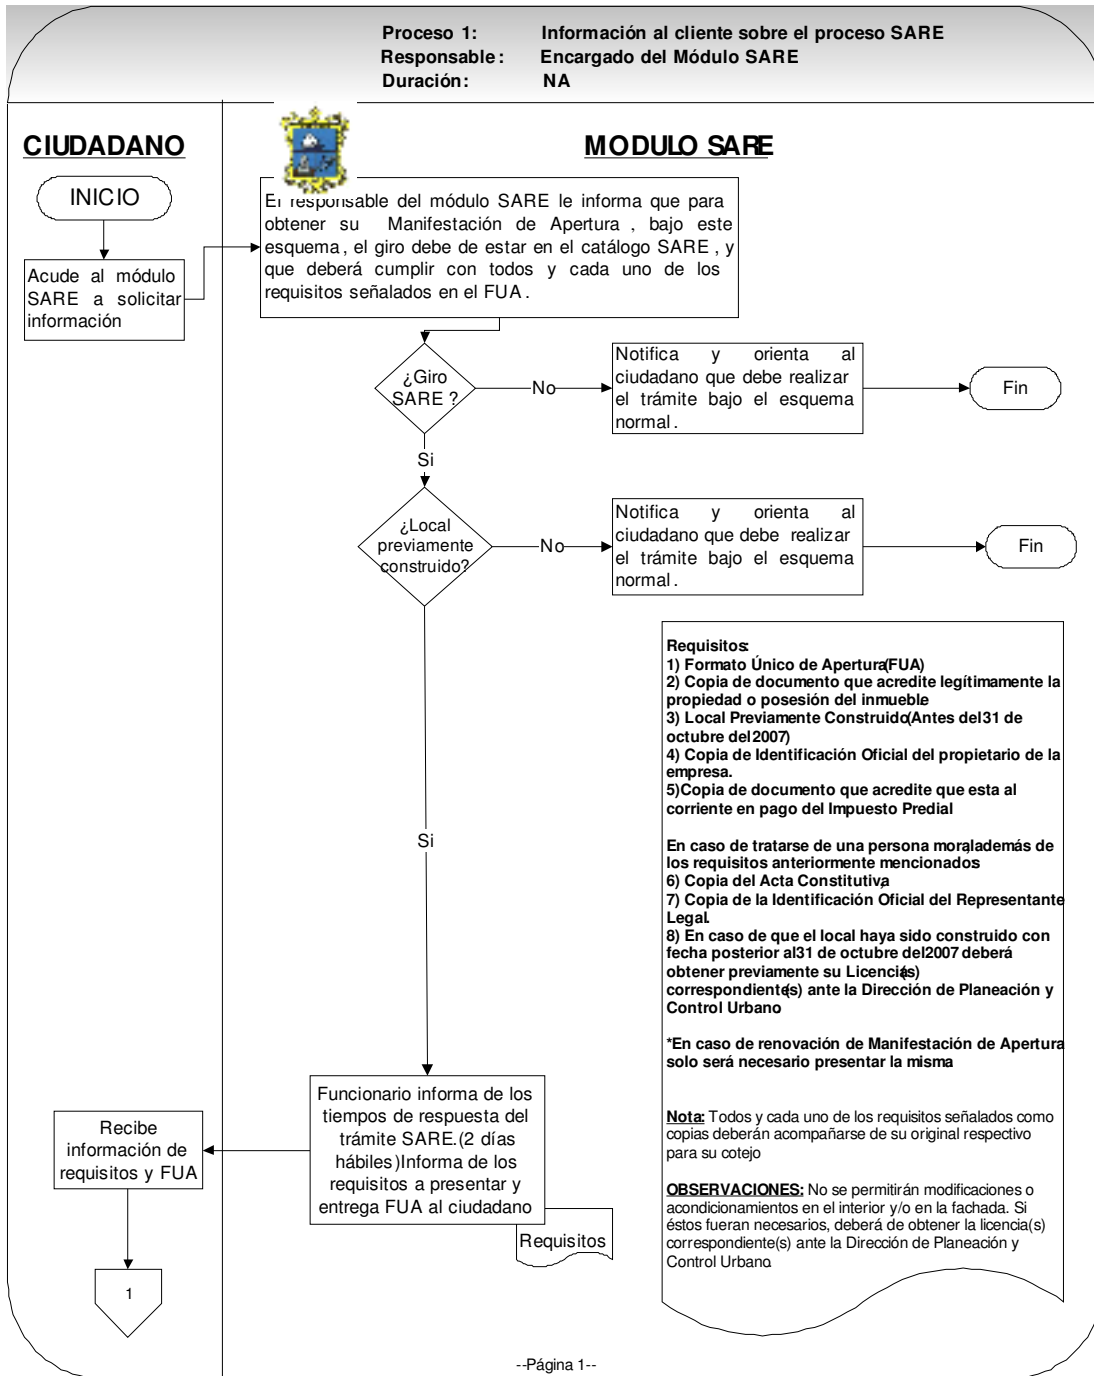 Proceso 1: Información al cliente sobre el proceso SARE
Responsable: Encargado del Módulo SARE
Duración: NA
CIUDADANO
MODULO SARE
INICIO
Acude al módulo
SARE a solicitar
información
El responsable del módulo SARE le informa que para
obtener su Manifestación de Apertura , bajo este
esquema , el giro debe de estar en el catálogo SARE , y
que deberá cumplir con todos y cada uno de los
requisitos señalados en el FUA .
¿Giro
SARE ?
No
Notifica y orienta al
ciudadano que debe realizar
el trámite bajo el esquema
normal .
Fin
Si
¿Local
previamente
construido?
No
Notifica y orienta al
ciudadano que debe realizar
el trámite bajo el esquema
normal .
Fin
Si
Requisitos:
1) Formato Único de Apertura(FUA)
2) Copia de documento que acredite legítimamente la
propiedad o posesión del inmueble
3) Local Previamente Construido(Antes del31 de
octubre del2007)
4) Copia de Identificación Oficial del propietario de la
empresa.
5)Copia de documento que acredite que esta al
corriente en pago del Impuesto Predial
En caso de tratarse de una persona moral,además de
los requisitos anteriormente mencionados
6) Copia del Acta Constitutiva,
7) Copia de la Identificación Oficial del Representante
Legal.
8) En caso de que el local haya sido construido con
fecha posterior al31 de octubre del2007 deberá
obtener previamente su Licencia(s)
correspondiente(s) ante la Dirección de Planeación y
Control Urbano
*En caso de renovación de Manifestación de Apertura
solo será necesario presentar la misma
Nota: Todos y cada uno de los requisitos señalados como
copias deberán acompañarse de su original respectivo
para su cotejo
OBSERVACIONES: No se permitirán modificaciones o
acondicionamientos en el interior y/o en la fachada. Si
éstos fueran necesarios, deberá de obtener la licencia(s)
correspondiente(s) ante la Dirección de Planeación y
Control Urbano.
Funcionario informa de los
tiempos de respuesta del
trámite SARE.(2 días
hábiles)Informa de los
requisitos a presentar y
entrega FUA al ciudadano
Requisitos
Recibe
información de
requisitos y FUA
1
--Página 1--